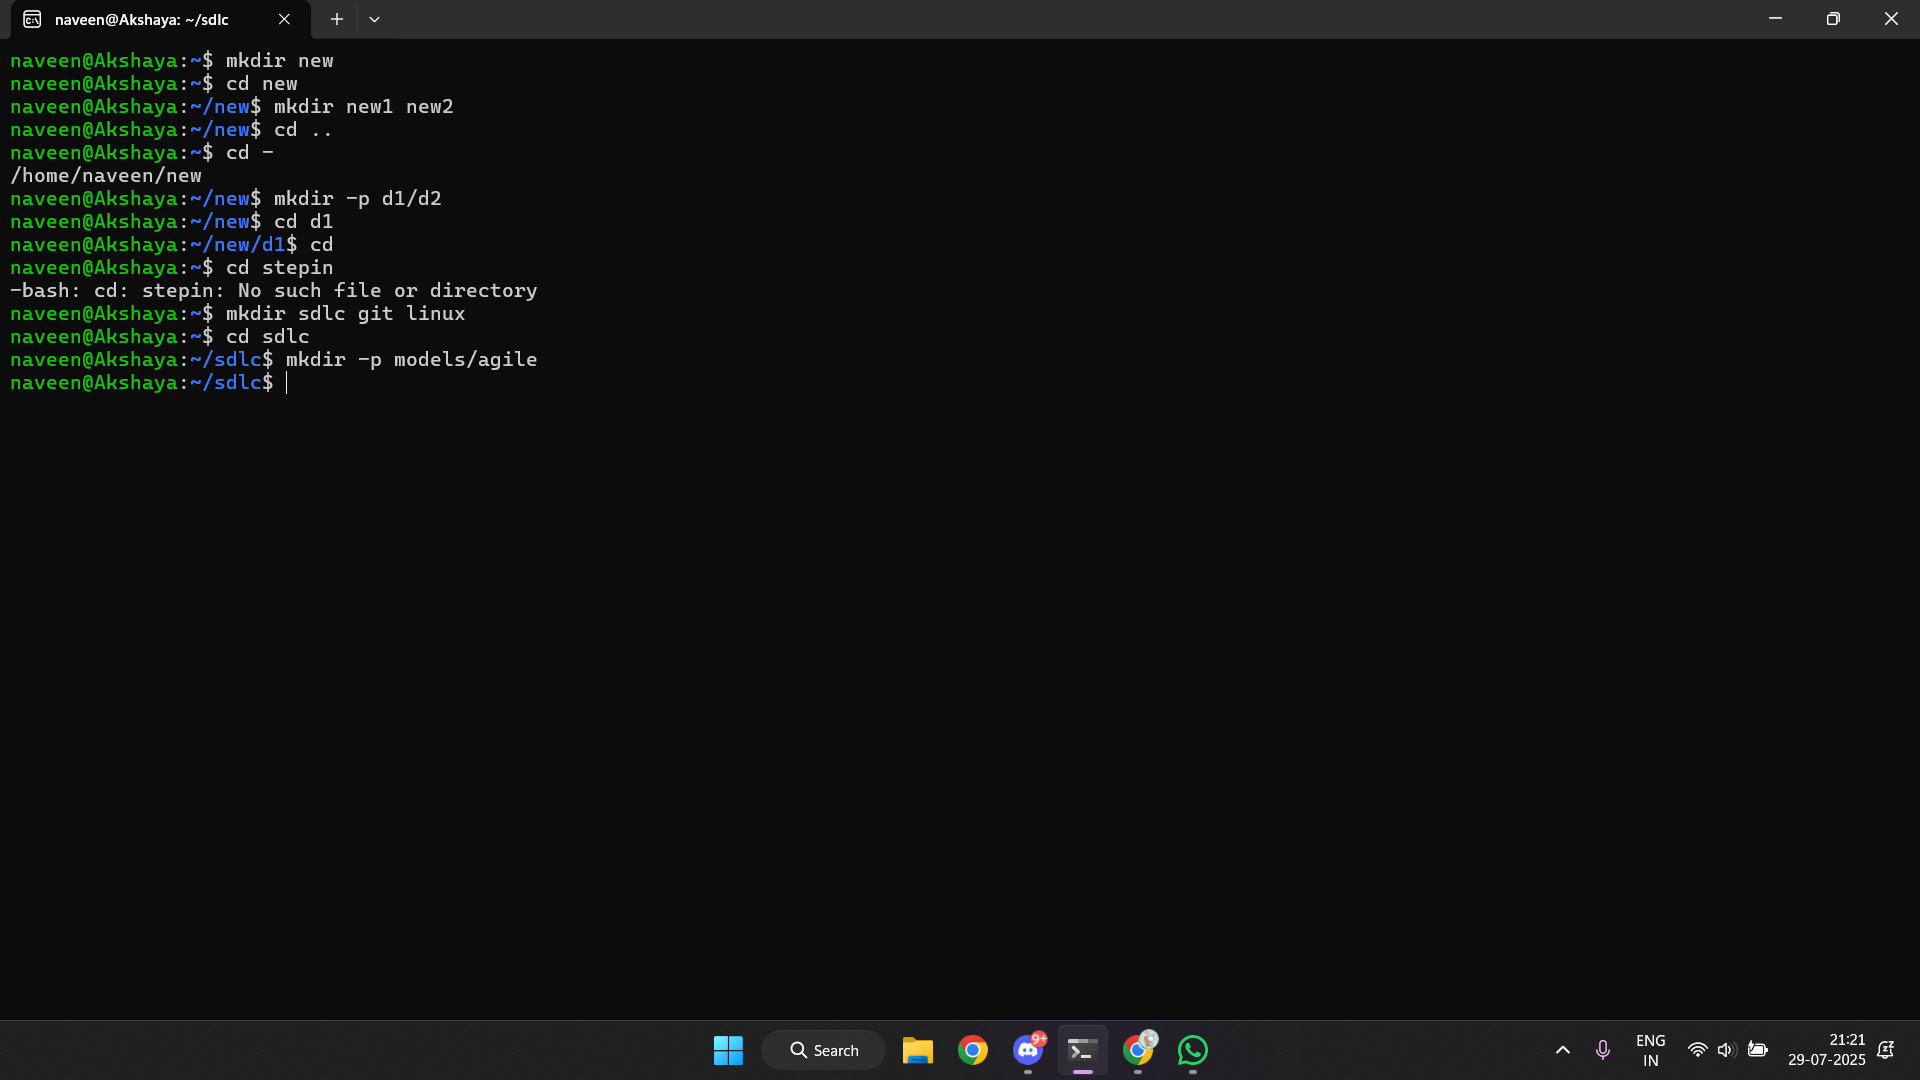 naveen@Akshaya: ~/sdlc
naveen@Akshaya:~$ mkdir new
naveen@Akshaya:~$ cd new
naveen@Akshaya:~/new$ mkdir new1 new2
naveen@Akshaya:~/new$ cd ..
naveen@Akshaya:~$ cd -
/home/naveen/new
naveen@Akshaya:~/new$ mkdir -p d1/d2
naveen@Akshaya:~/new$ cd d1
naveen@Akshaya:~/new/d1$ cd
naveen@Akshaya:~$ cd stepin
-bash: cd: stepin: No such file or directory
naveen@Akshaya:~$ mkdir sdlc git linux
naveen@Akshaya:~$ cd sdlc
naveen@Akshaya:~/sdlc$ mkdir -p models/agile
naveen@Akshaya:~/sdlc$
Search
9+
ENG
IN
21:21
29-07-2025